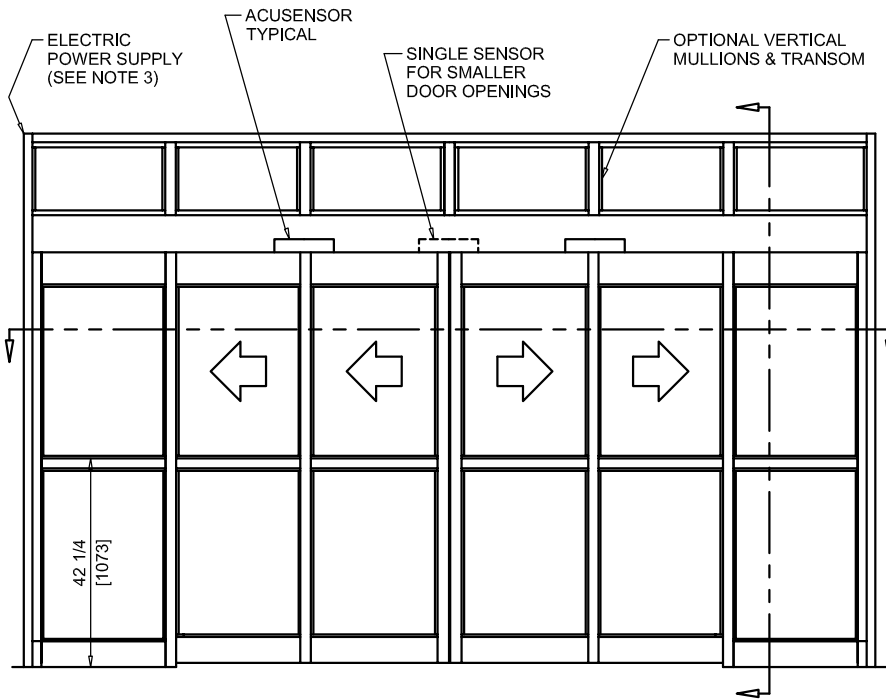 ACUSENSOR
TYPICAL
ELECTRIC
POWER SUPPLY
(SEE NOTE 3)
SINGLE SENSOR
FOR SMALLER
DOOR OPENINGS
OPTIONAL VERTICAL
MULLIONS & TRANSOM
42 1/4
[1073]